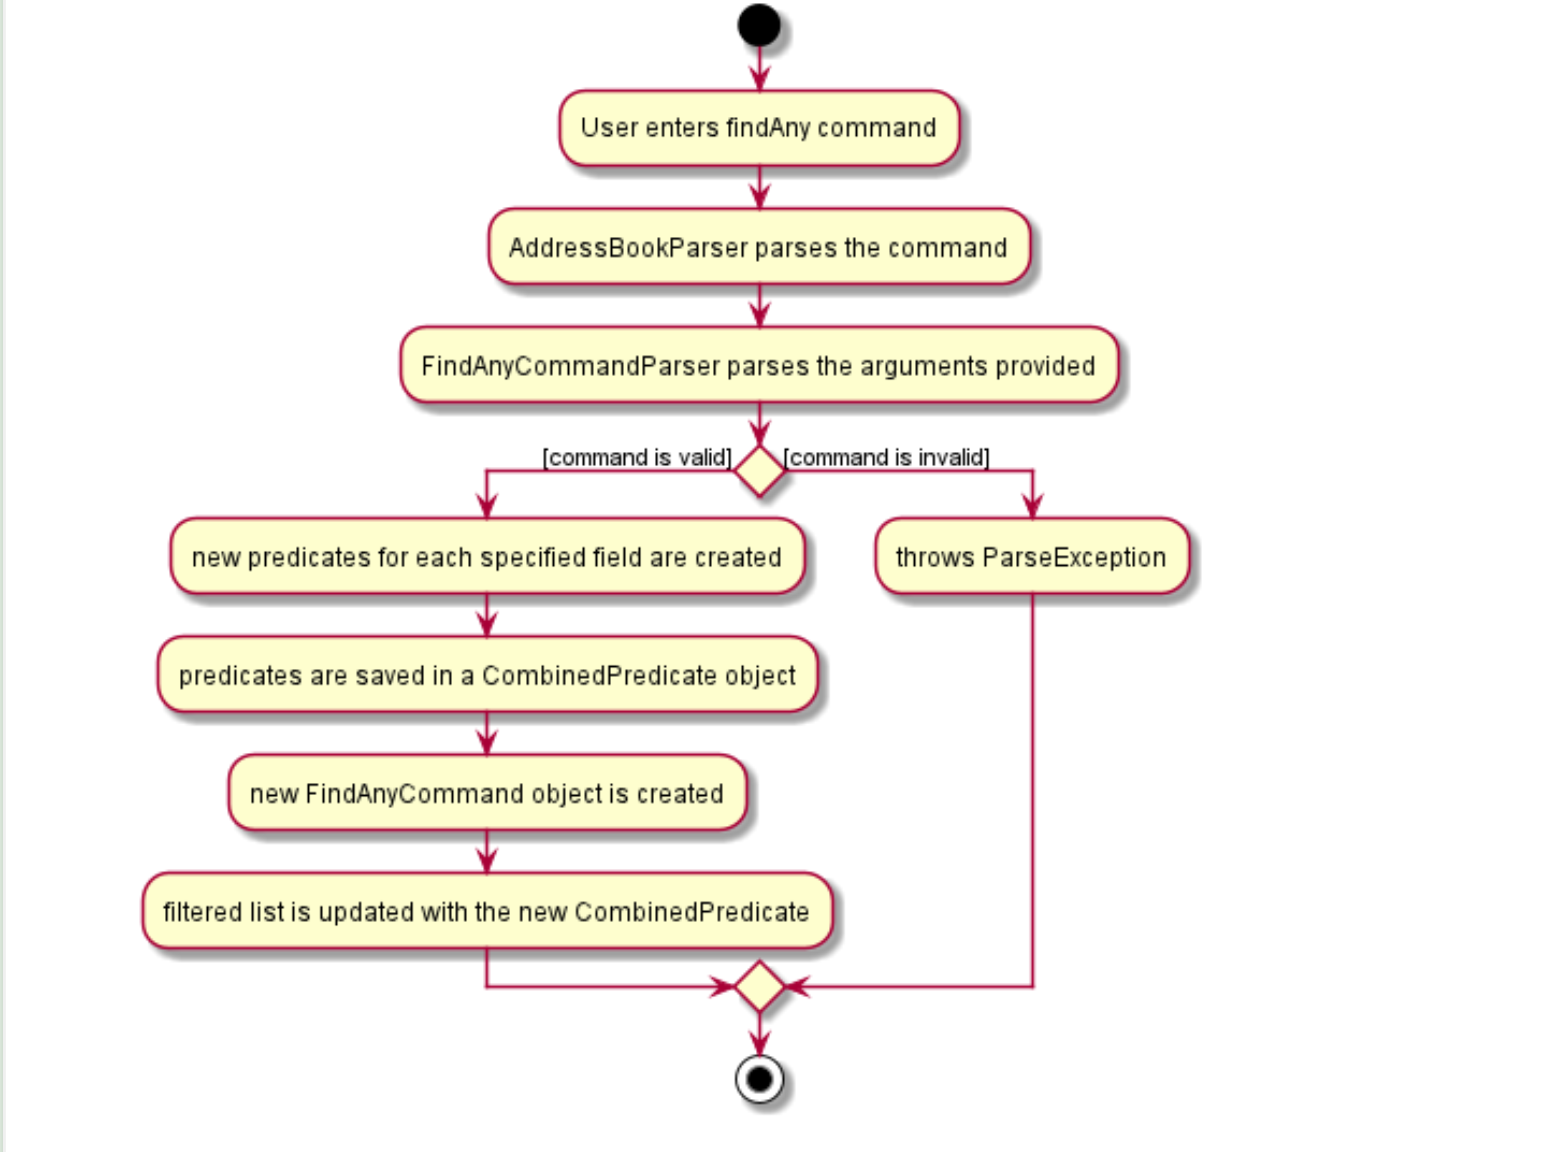 User enters findAny command
AddressBookParser parses the command
FindAnyCommandParser parses the arguments provided
[command is valid]
[command is invalid]
new predicates for each specified field are created
throws ParseException
predicates are saved in a CombinedPredicate object
new FindAnyCommand object is created
filtered list is updated with the new CombinedPredicate